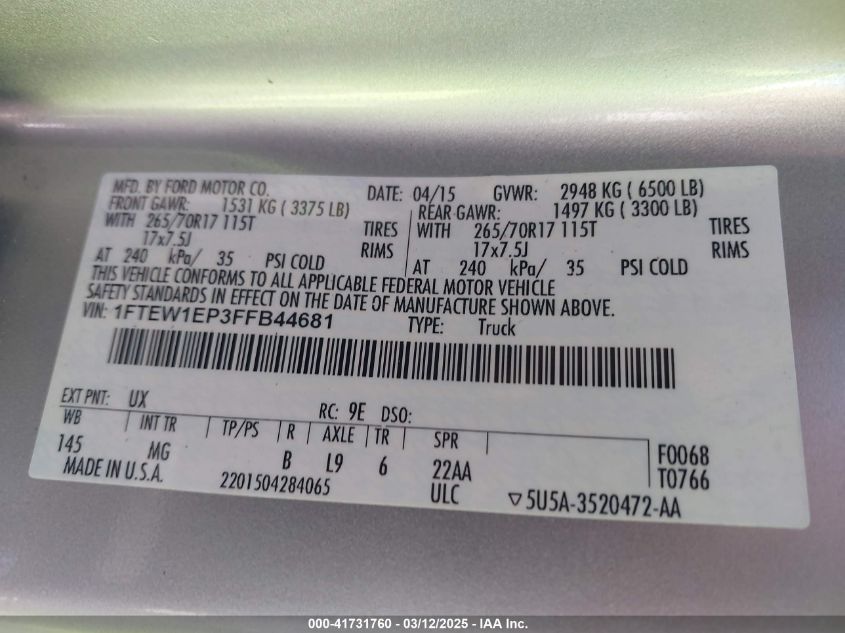 MFD. BY FORD MOTOR CO. DATE: 04/15 GVWR: 2948 KG ( 6500 LB)
FRONT GAWR: 1531 KG ( 3375 LB) REAR GAWR: 1497 KG ( 3300 LB)
WITH 265/70R17 115T TIRES WITH 265/70R17 115T TIRES
17x7.5J RIMS 17x7.5J RIMS
AT 240 kPa/ 35 PSI COLD AT 240 kPa/ 35 PSI COLD
THIS VEHICLE CONFORMS TO ALL APPLICABLE FEDERAL MOTOR VEHICLE
SAFETY STANDARDS IN EFFECT ON THE DATE OF MANUFACTURE SHOWN ABOVE.
VIN: 1FTEW1EP3FFB44681 TYPE: Truck
EXT PNT: UX RC: 9E DSO:
WB INT TR TP/PS R AXLE TR SPR F0068
145 MG B L9 6 22AA T0766
MADE IN U.S.A. 2201504284065 ULC ▽5U5A-3520472-AA
000-41731760 - 03/12/2025 - IAA Inc.